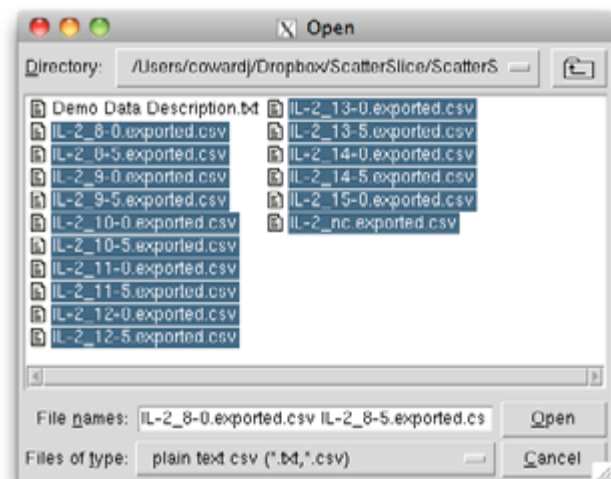 Open
Directory: /Users/cowardj/Dropbox/ScatterSlice/ScatterS
Demo Data Description.txt
IL-2_8-0.exported.csv
IL-2_8-5.exported.csv
IL-2_9-0.exported.csv
IL-2_9-5.exported.csv
IL-2_10-0.exported.csv
IL-2_10-5.exported.csv
IL-2_11-0.exported.csv
IL-2_11-5.exported.csv
IL-2_12-0.exported.csv
IL-2_12-5.exported.csv
IL-2_13-0.exported.csv
IL-2_13-5.exported.csv
IL-2_14-0.exported.csv
IL-2_14-5.exported.csv
IL-2_15-0.exported.csv
IL-2_nc.exported.csv
File names: IL-2_8-0.exported.csv IL-2_8-5.exported.cs
Open
Files of type: plain text csv (*.txt,*.csv)
Cancel